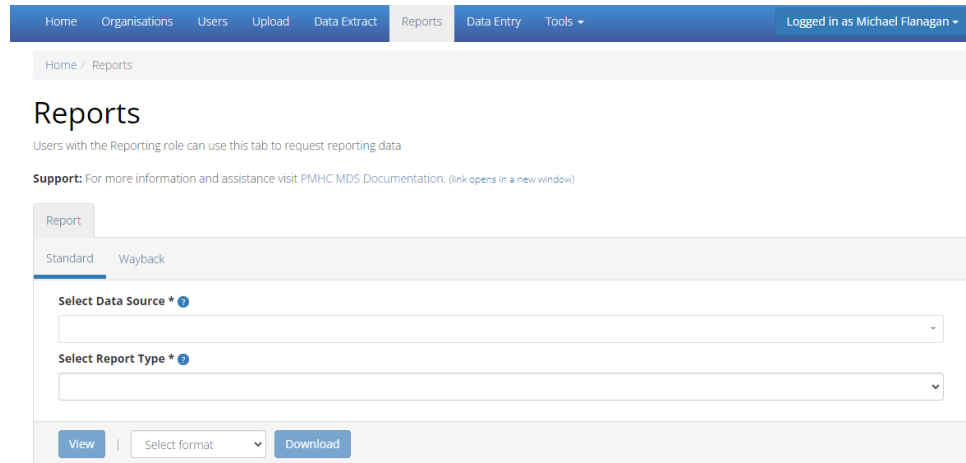 Home Organisations Users Upload Data Extract Reports Data Entry Tools Logged in as Michael Flanagan
Home / Reports
Reports
Users with the Reporting role can use this tab to request reporting data
Support: For more information and assistance visit PMHC MDS Documentation. (link opens in a new window)
Report
Standard Wayback
Select Data Source * ?
Select Report Type * ?
View | Select format Download